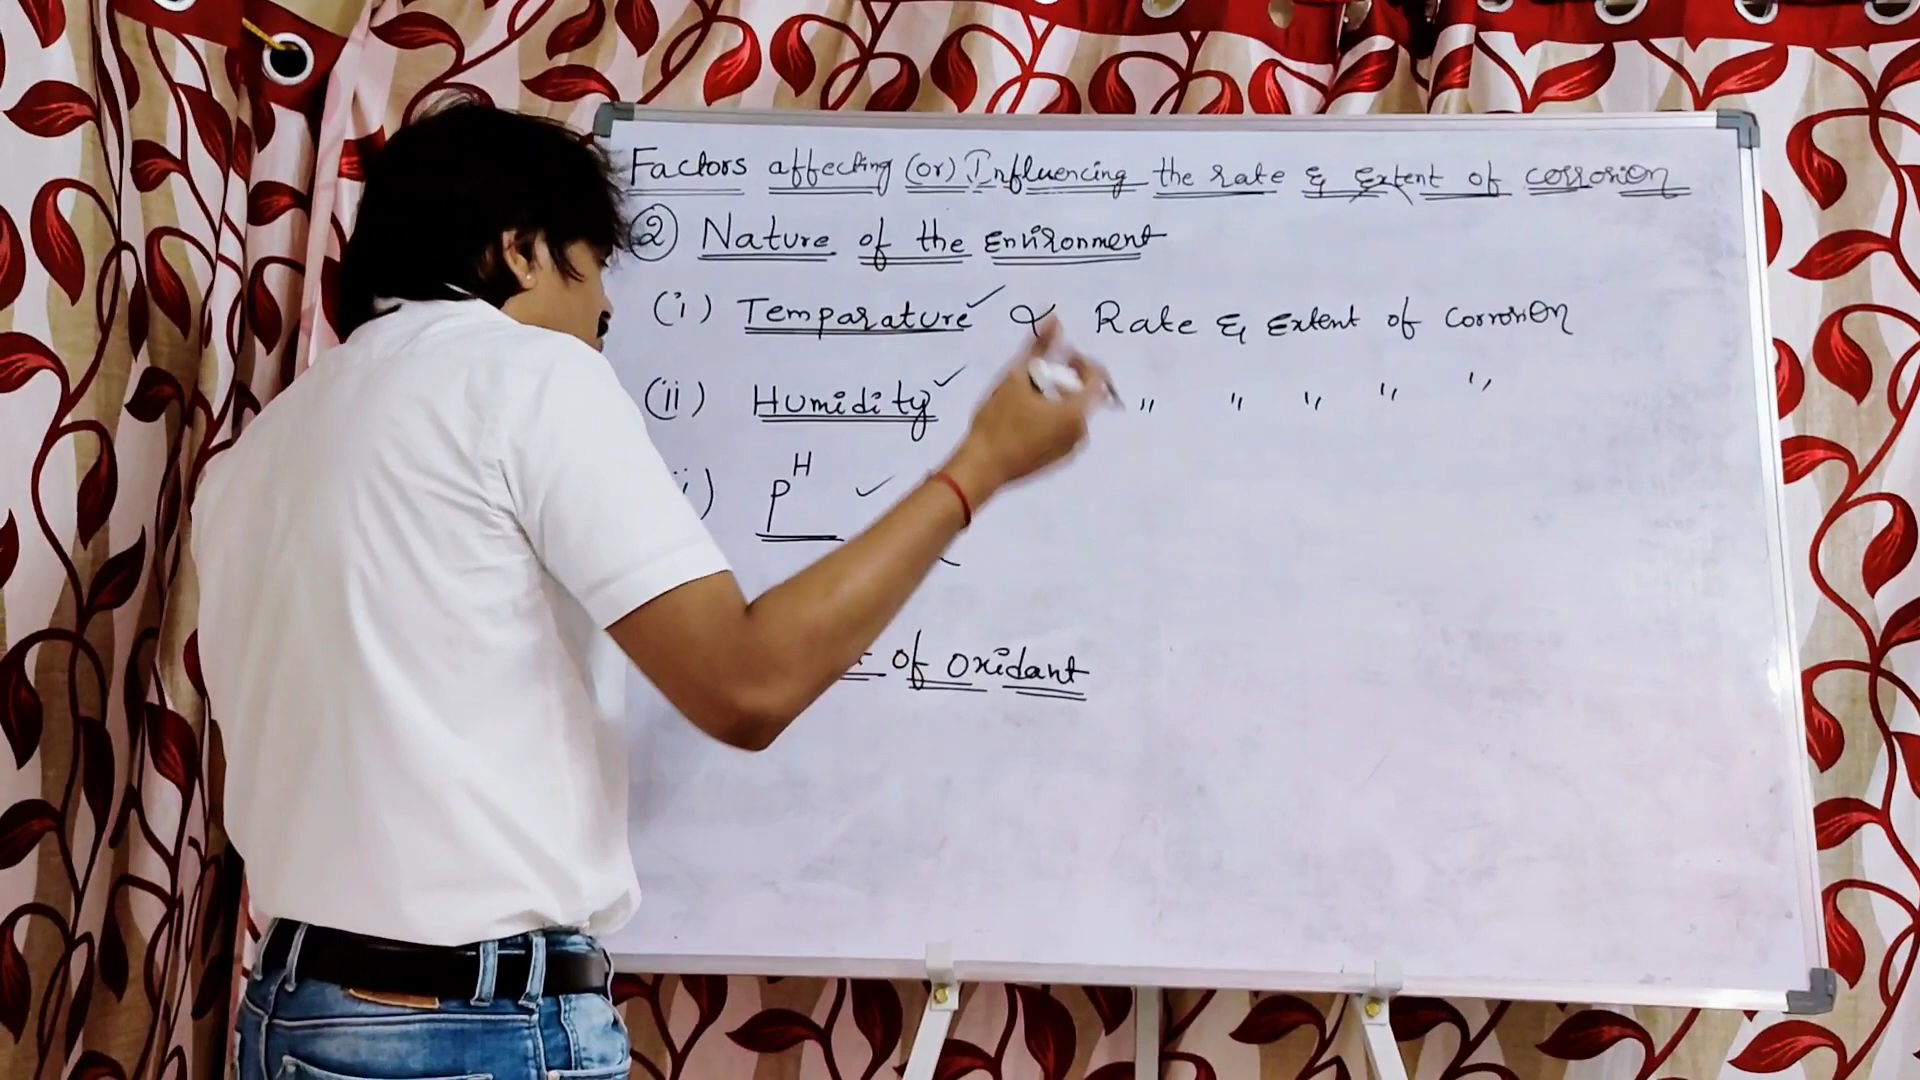 Factors affecting (or) Influencing the rate & Extent of corrosion
② Nature of the Environment
(i) Temparature ✓ ∝ Rate & Extent of Corrosion
(ii) Humidity ✓ " " " " "
i) pH ✓
of Oxidant